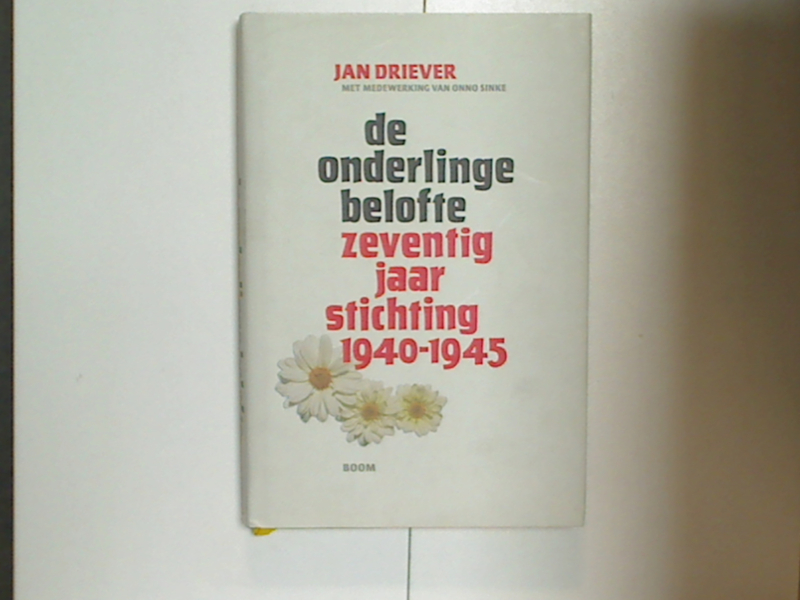 JAN DRIEVER
MET MEDEWERKING VAN ONNO SINKE
de
onderlinge
belofte
zeventig
jaar
stichting
1940-1945
BOOM